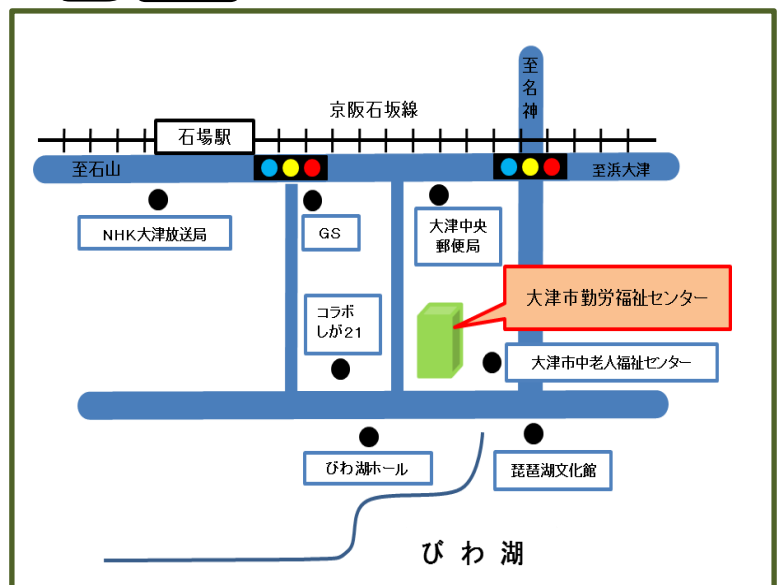 至名神
京阪石坂線
石場駅
至石山
至浜大津
NHK大津放送局
GS
大津中央
郵便局
大津市勤労福祉センター
コラボ
しが21
大津市中老人福祉センター
びわ湖ホール
琵琶湖文化館
びわ湖